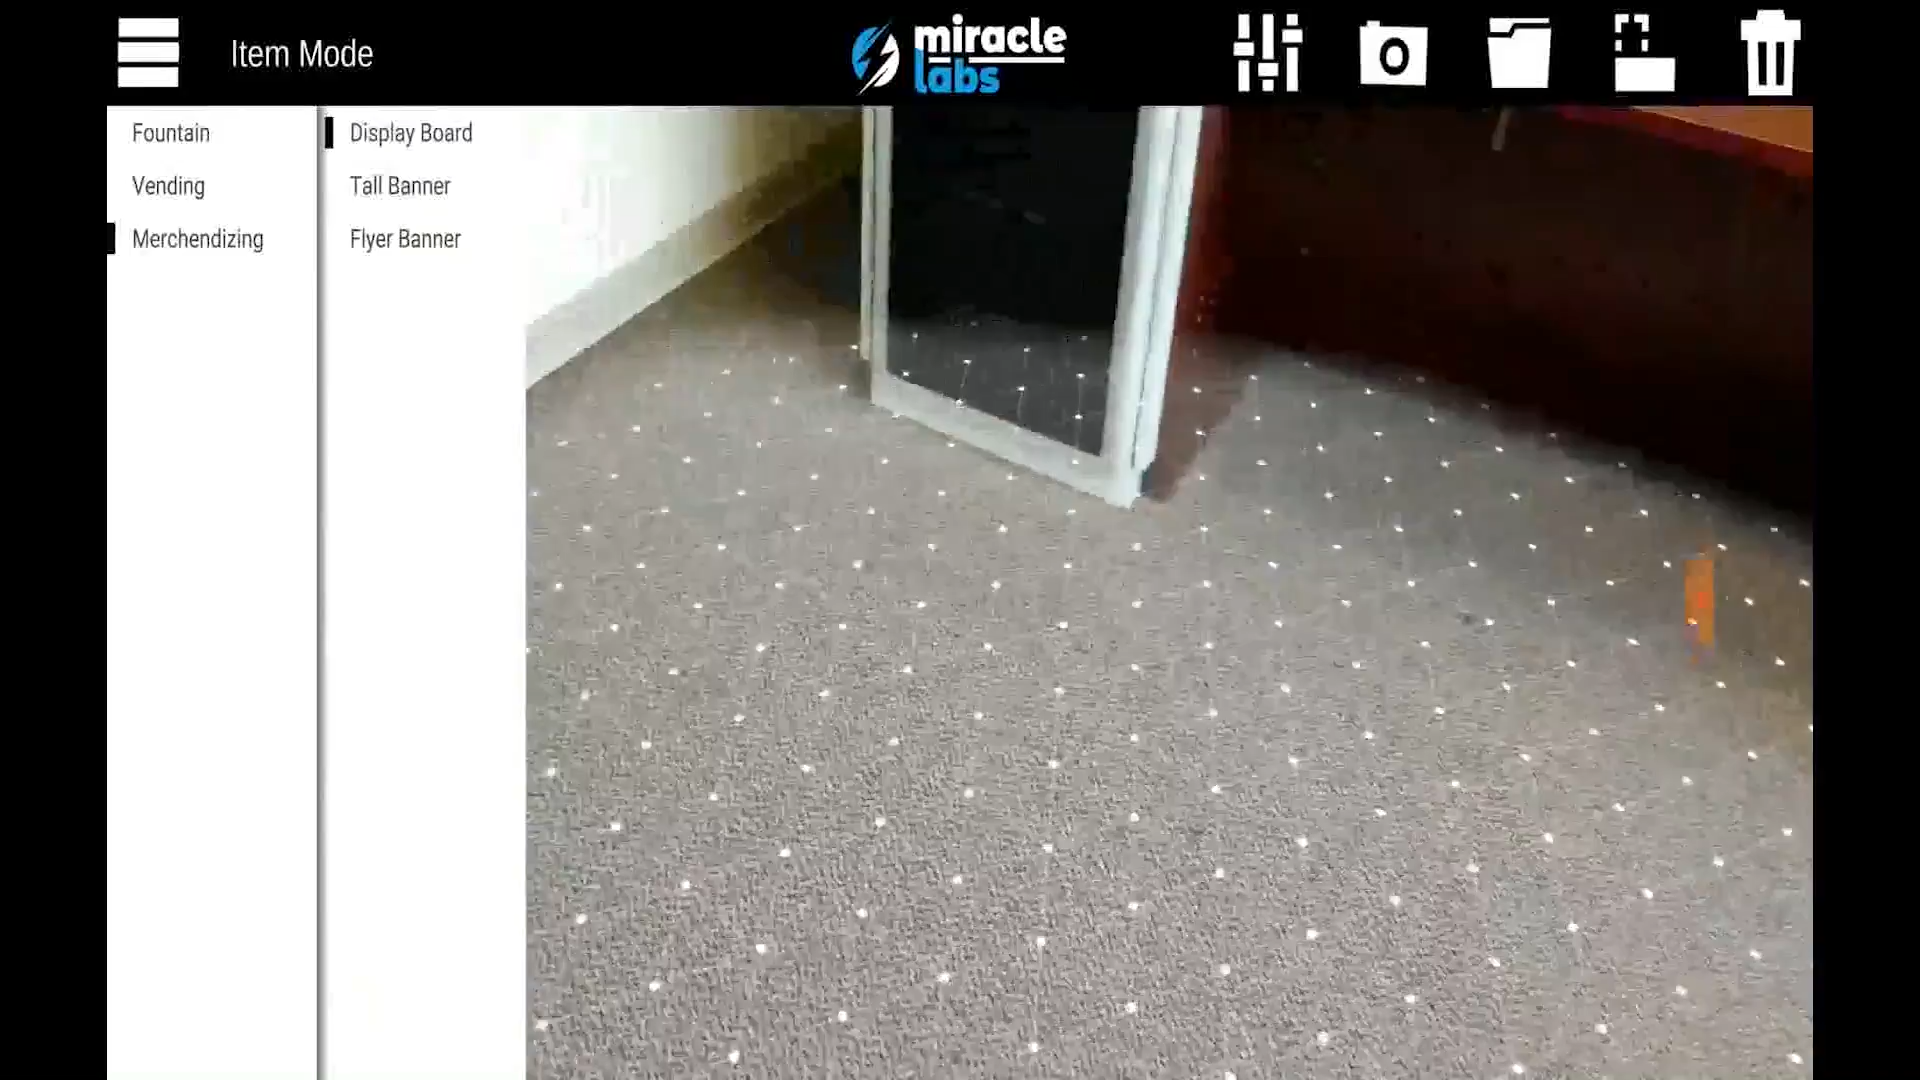 Item Mode
miracle
labs
Fountain
Vending
Merchendizing
Display Board
Tall Banner
Flyer Banner